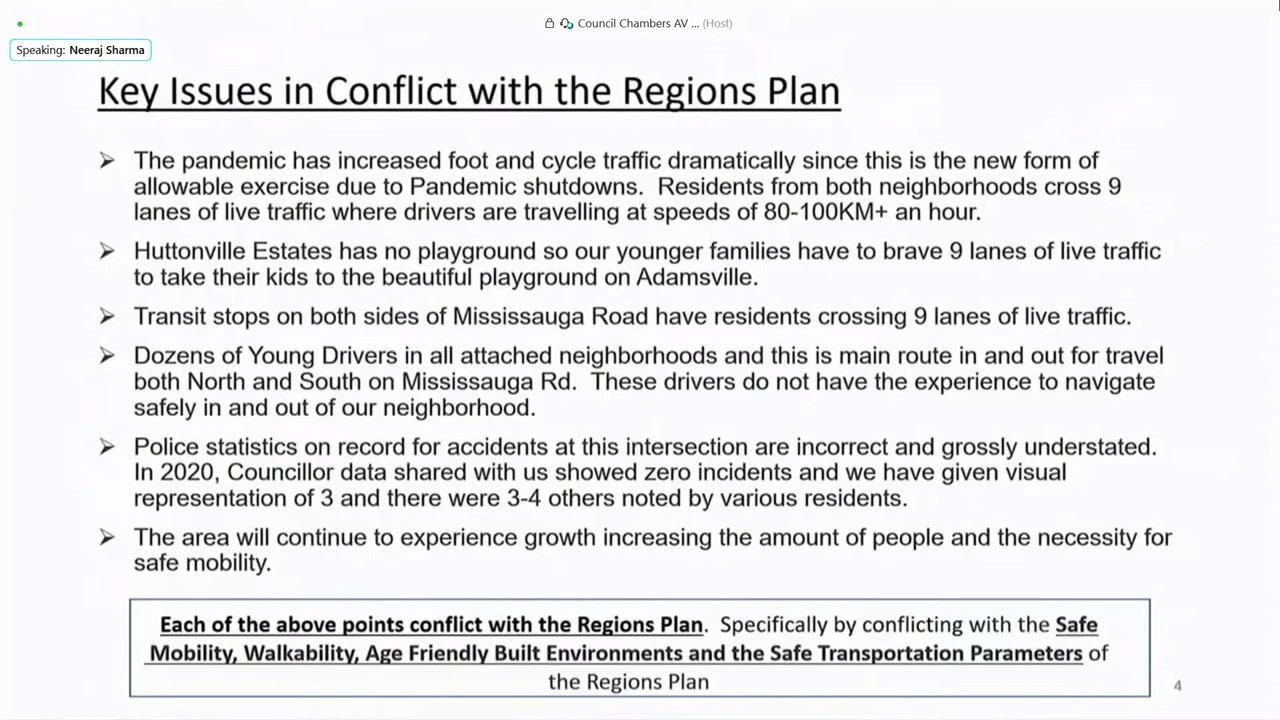 Council Chambers AV ... (Host)
Speaking: Neeraj Sharma
Key Issues in Conflict with the Regions Plan
➢ The pandemic has increased foot and cycle traffic dramatically since this is the new form of
allowable exercise due to Pandemic shutdowns. Residents from both neighborhoods cross 9
lanes of live traffic where drivers are travelling at speeds of 80-100KM+ an hour.
➢ Huttonville Estates has no playground so our younger families have to brave 9 lanes of live traffic
to take their kids to the beautiful playground on Adamsville.
➢ Transit stops on both sides of Mississauga Road have residents crossing 9 lanes of live traffic.
➢ Dozens of Young Drivers in all attached neighborhoods and this is main route in and out for travel
both North and South on Mississauga Rd. These drivers do not have the experience to navigate
safely in and out of our neighborhood.
➢ Police statistics on record for accidents at this intersection are incorrect and grossly understated.
In 2020, Councillor data shared with us showed zero incidents and we have given visual
representation of 3 and there were 3-4 others noted by various residents.
➢ The area will continue to experience growth increasing the amount of people and the necessity for
safe mobility.
Each of the above points conflict with the Regions Plan. Specifically by conflicting with the Safe
Mobility, Walkability, Age Friendly Built Environments and the Safe Transportation Parameters of
the Regions Plan
4